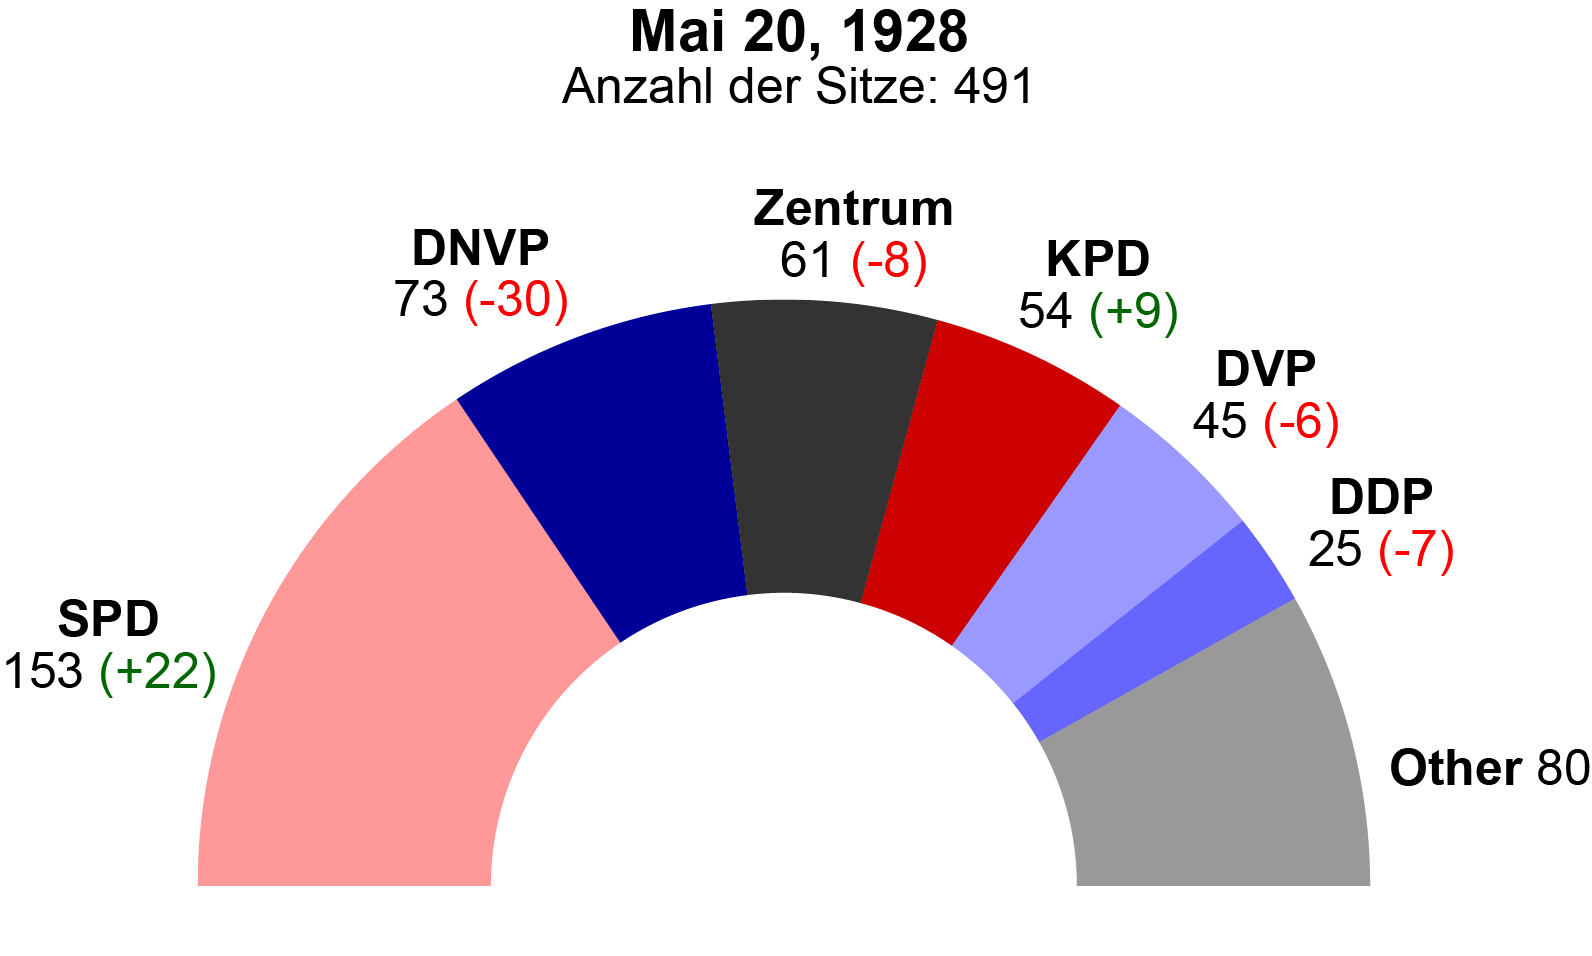 Mai 20, 1928
Anzahl der Sitze: 491
Zentrum
61 (-8)
DNVP
73 (-30)
KPD
54 (+9)
DVP
45 (-6)
DDP
25 (-7)
SPD
153 (+22)
Other 80